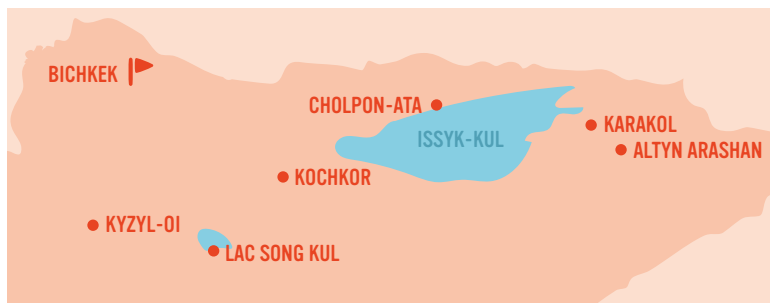 BICHKEK
CHOLPON-ATA
KARAKOL
ISSYK-KUL
ALTYN ARASHAN
KOCHKOR
KYZYL-OI
LAC SONG KUL